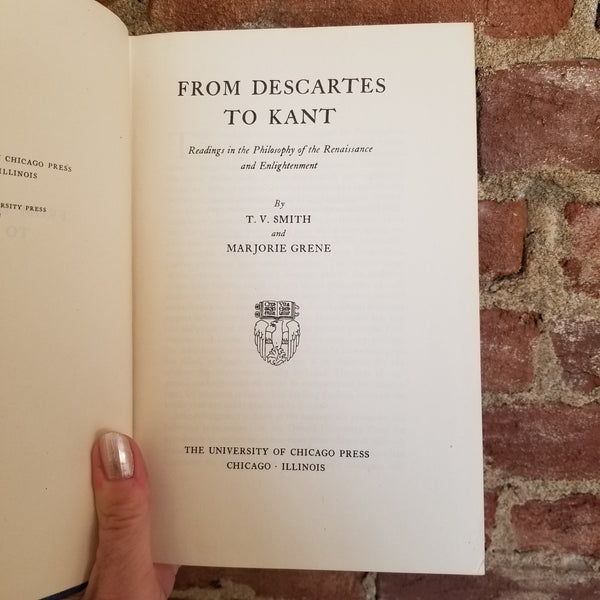 CHICAGO PRESS
ILLINOIS
PRESS
FROM DESCARTES
TO KANT
Readings in the Philosophy of the Renaissance
and Enlightenment
By
T. V. SMITH
and
MARJORIE GRENE
THE UNIVERSITY OF CHICAGO PRESS
CHICAGO · ILLINOIS